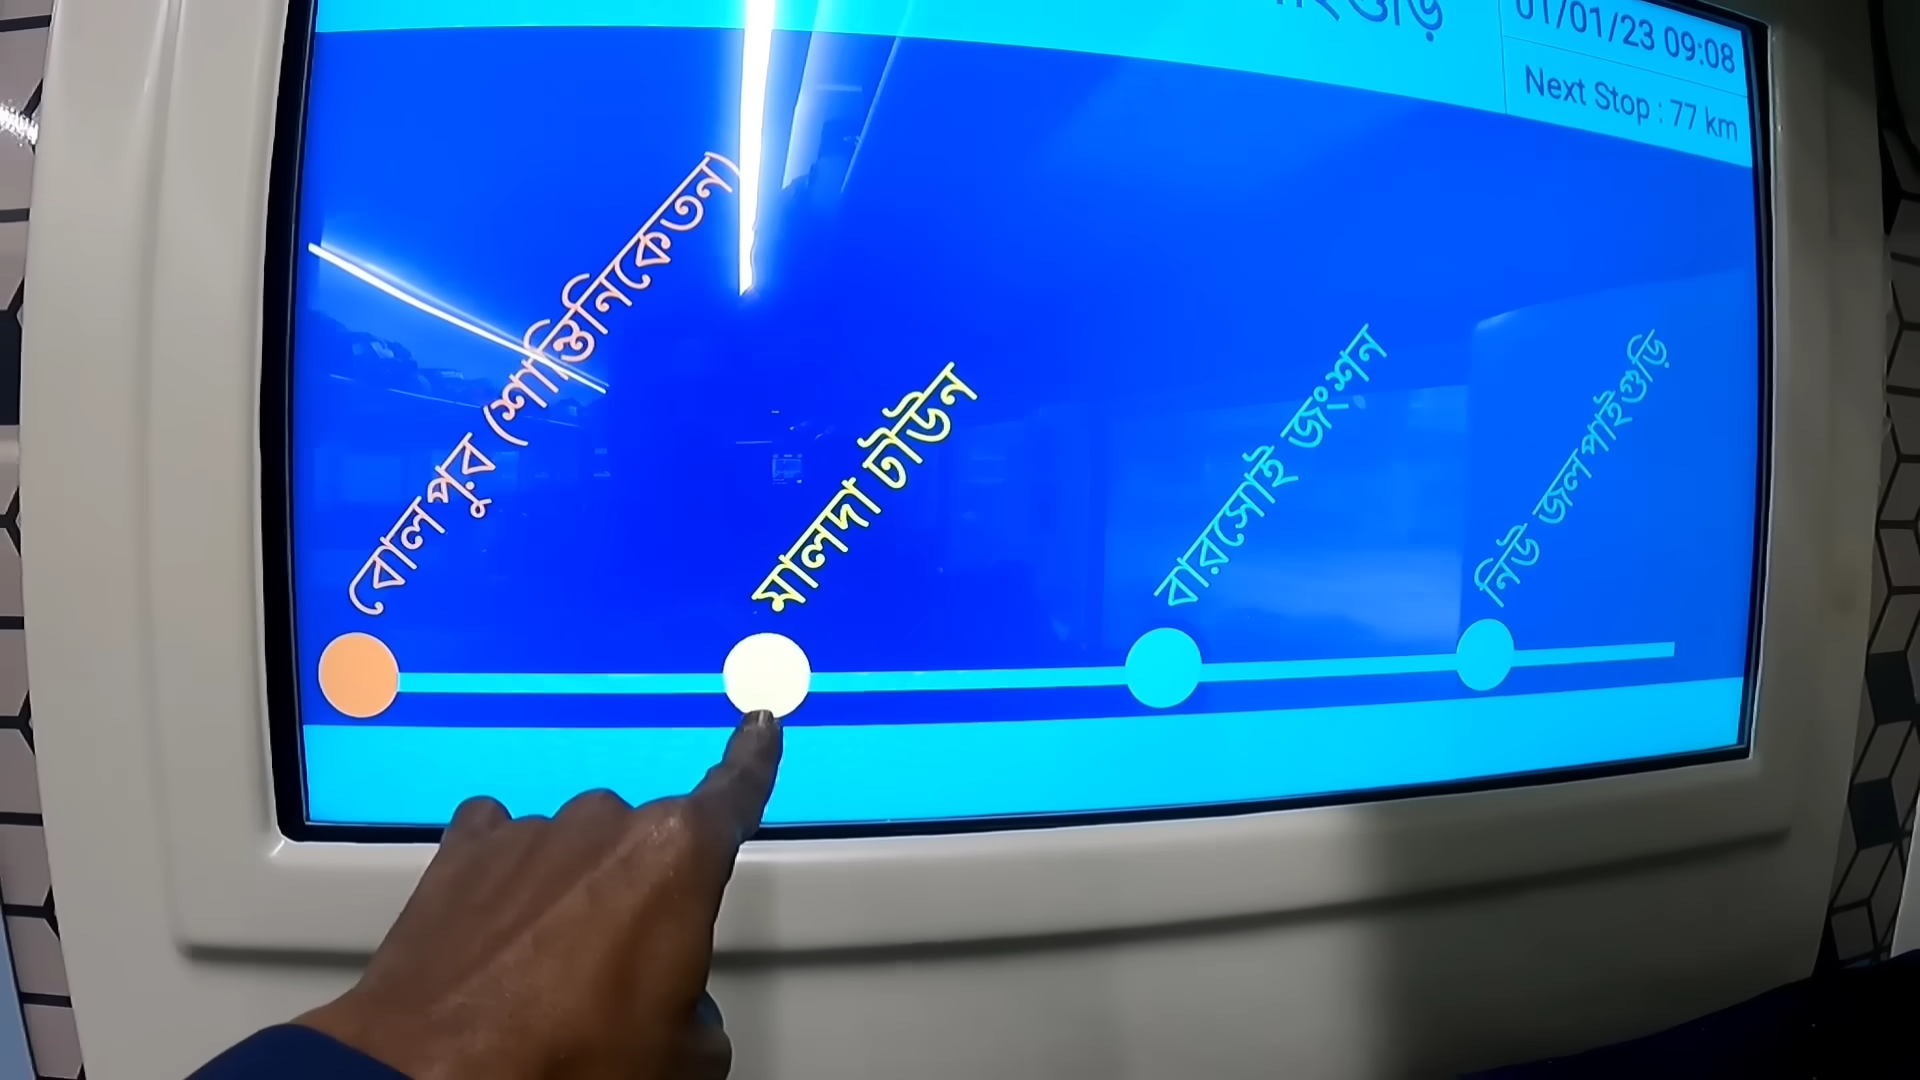 01/01/23 09:08
Next Stop : 77 km
বোলপুর (শান্তিনিকেতন)
মালদা টাউন
বারসোই জংশন
নিউ জলপাইগুড়ি